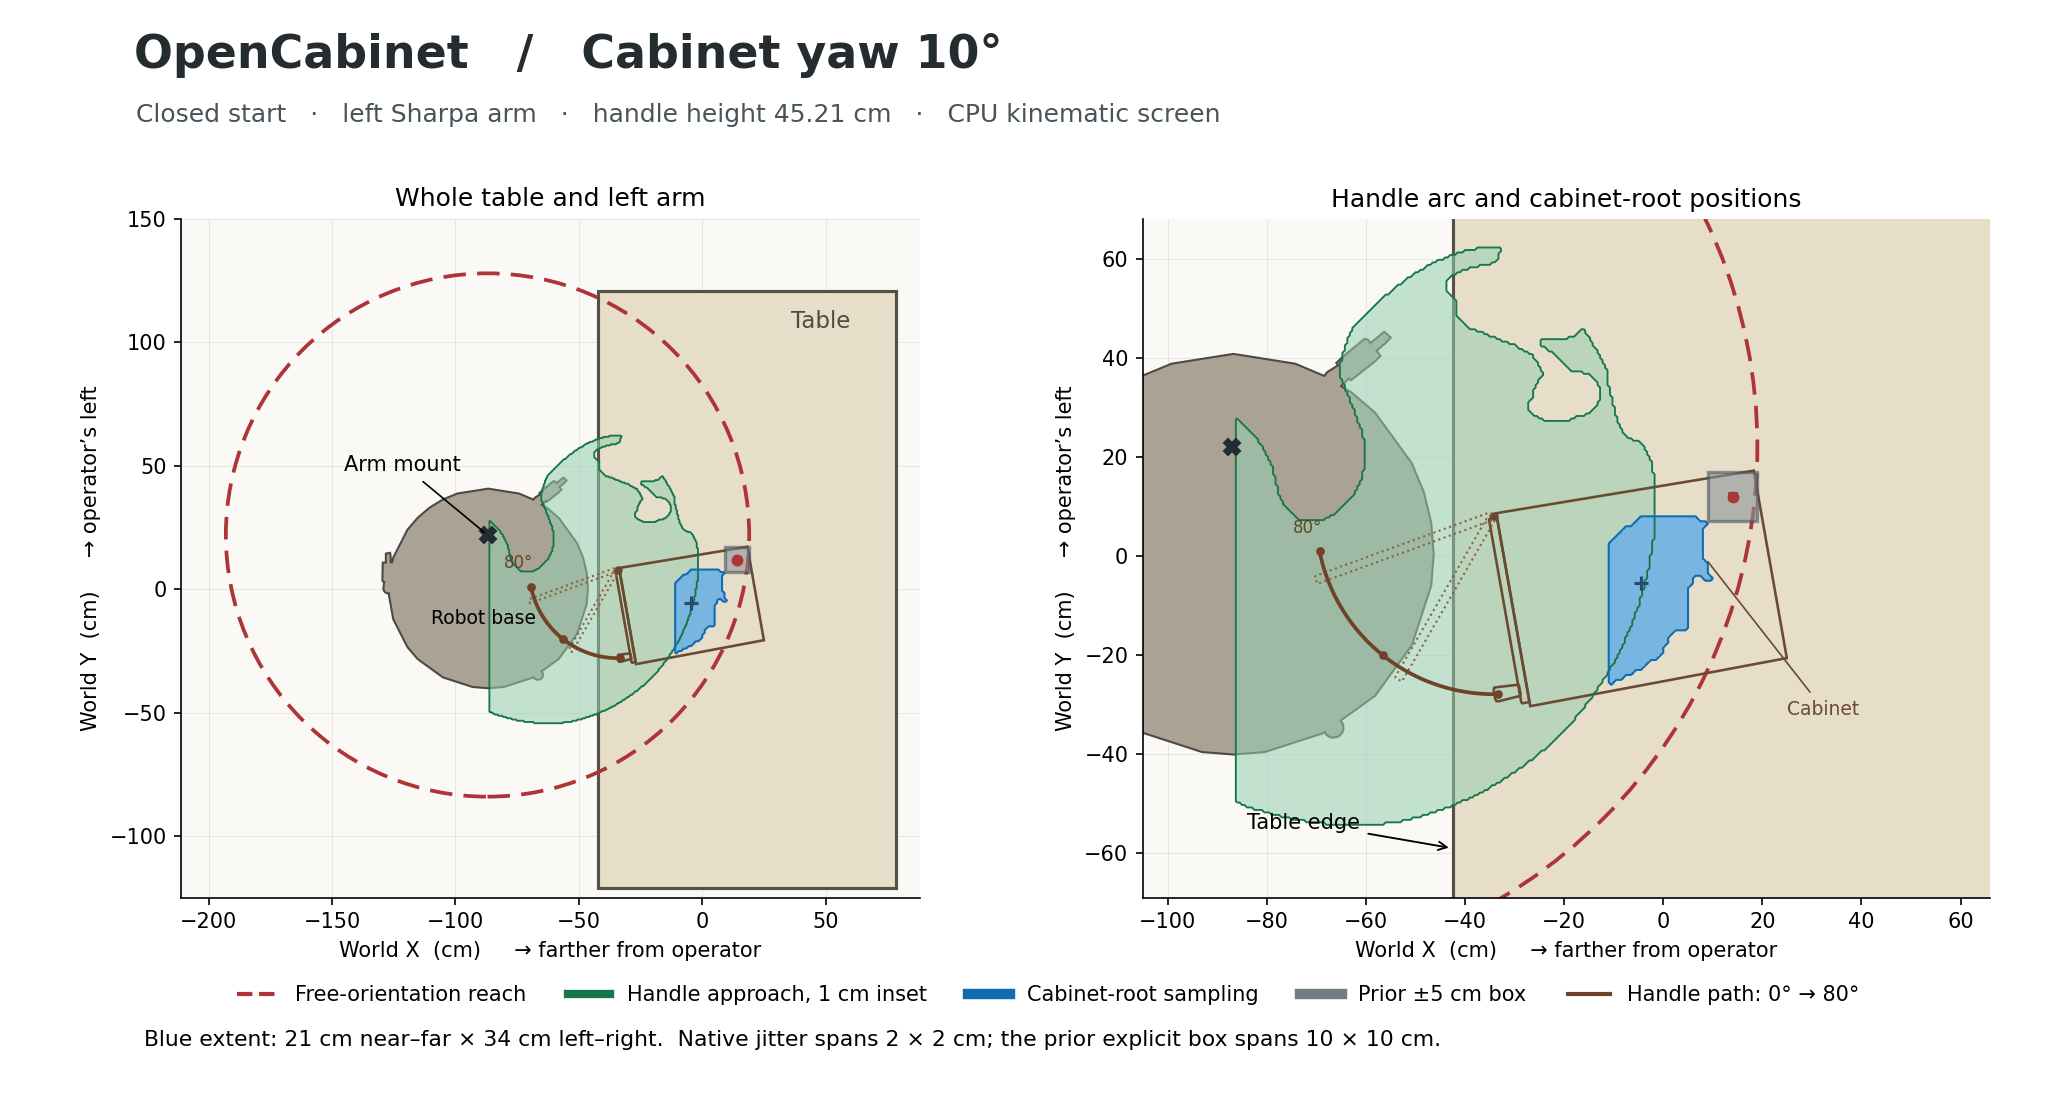 OpenCabinet / Cabinet yaw 10°
Closed start · left Sharpa arm · handle height 45.21 cm · CPU kinematic screen
Whole table and left arm
150
100
50
0
−50
−100
World Y (cm) → operator’s left
−200
−150
−100
−50
0
50
World X (cm) → farther from operator
Table
Arm mount
80°
Robot base
Handle arc and cabinet-root positions
60
40
20
0
−20
−40
−60
World Y (cm) → operator’s left
−100
−80
−60
−40
−20
0
20
40
60
World X (cm) → farther from operator
80°
Cabinet
Table edge
Free-orientation reach
Handle approach, 1 cm inset
Cabinet-root sampling
Prior ±5 cm box
Handle path: 0° → 80°
Blue extent: 21 cm near–far × 34 cm left–right. Native jitter spans 2 × 2 cm; the prior explicit box spans 10 × 10 cm.